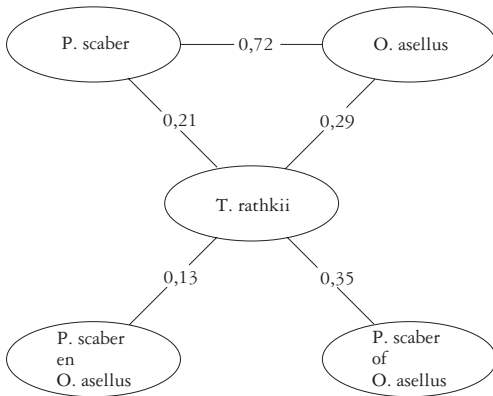 P. scaber
0,72
O. asellus
0,21
0,29
T. rathkii
0,13
0,35
P. scaber
en
O. asellus
P. scaber
of
O. asellus